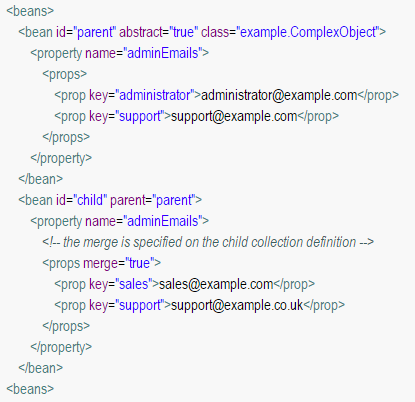 <beans>
<bean id="parent" abstract="true" class="example.ComplexObject">
<property name="adminEmails">
<props>
<prop key="administrator">administrator@example.com</prop>
<prop key="support">support@example.com</prop>
</props>
</property>
</bean>
<bean id="child" parent="parent">
<property name="adminEmails">
<!-- the merge is specified on the child collection definition -->
<props merge="true">
<prop key="sales">sales@example.com</prop>
<prop key="support">support@example.co.uk</prop>
</props>
</property>
</bean>
<beans>